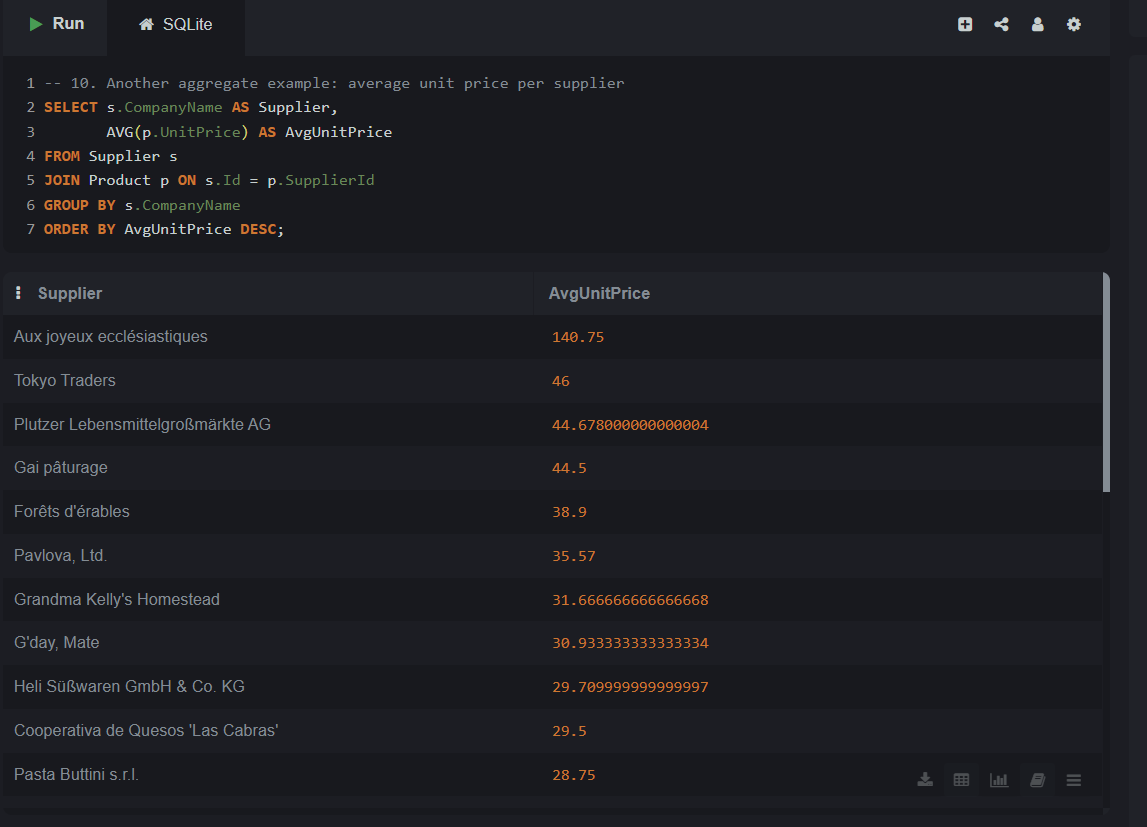 Run SQLite
1 -- 10. Another aggregate example: average unit price per supplier
2 SELECT s.CompanyName AS Supplier,
3        AVG(p.UnitPrice) AS AvgUnitPrice
4 FROM Supplier s
5 JOIN Product p ON s.Id = p.SupplierId
6 GROUP BY s.CompanyName
7 ORDER BY AvgUnitPrice DESC;
Supplier AvgUnitPrice
Aux joyeux ecclésiastiques 140.75
Tokyo Traders 46
Plutzer Lebensmittelgroßmärkte AG 44.678000000000004
Gai pâturage 44.5
Forêts d'érables 38.9
Pavlova, Ltd. 35.57
Grandma Kelly's Homestead 31.666666666666668
G'day, Mate 30.933333333333334
Heli Süßwaren GmbH & Co. KG 29.709999999999997
Cooperativa de Quesos 'Las Cabras' 29.5
Pasta Buttini s.r.l. 28.75